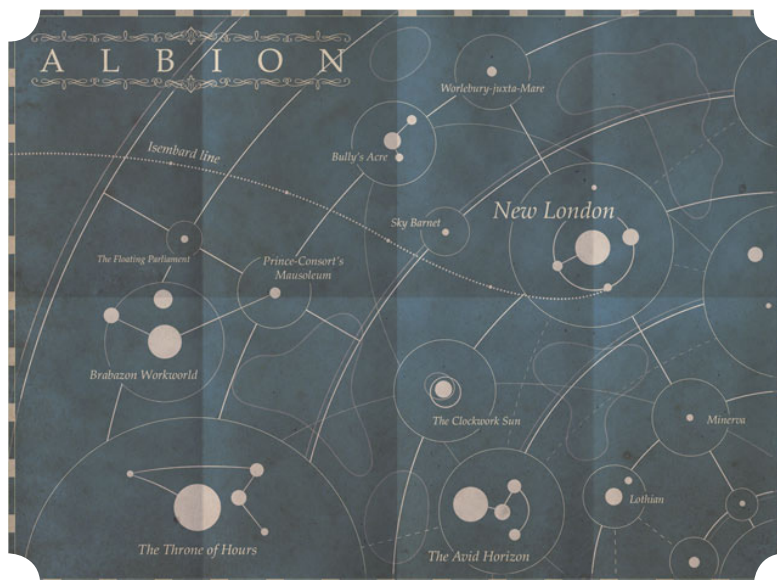 ALBION
Worlebury-juxta-Mare
Bully's Acre
Isembard line
New London
Sky Barnet
The Floating Parliament
Prince-Consort's
Mausoleum
Brabazon Workworld
The Clockwork Sun
Minerva
Lothian
The Throne of Hours
The Avid Horizon